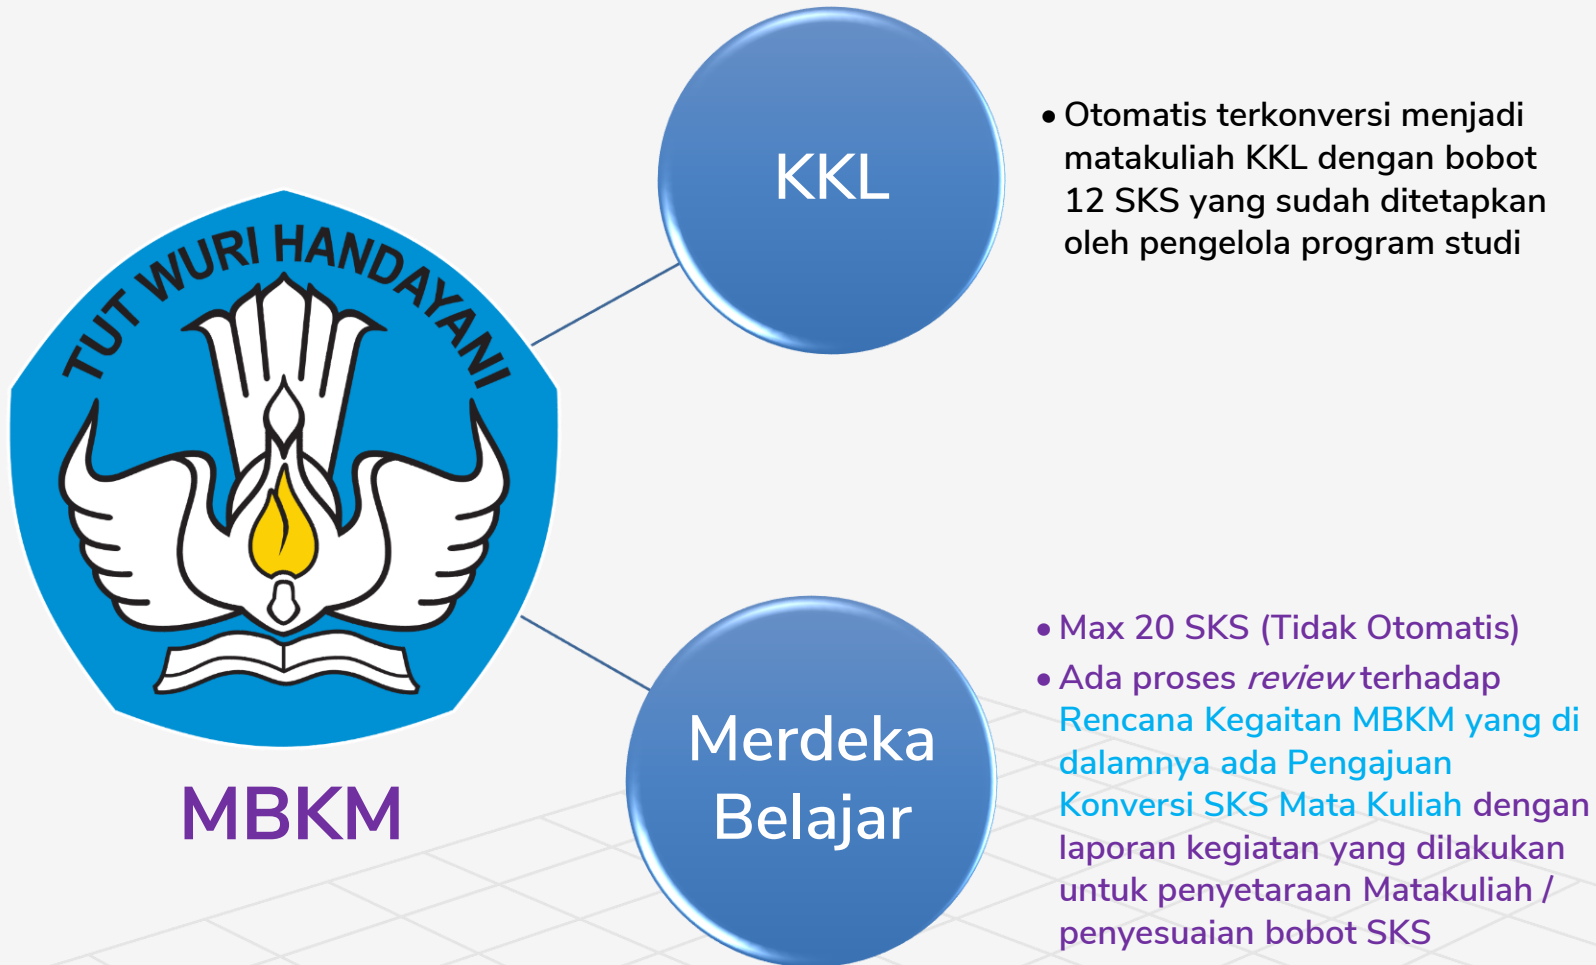 TUT WURI HANDAYANI
MBKM
KKL
• Otomatis terkonversi menjadi
matakuliah KKL dengan bobot
12 SKS yang sudah ditetapkan
oleh pengelola program studi
Merdeka
Belajar
• Max 20 SKS (Tidak Otomatis)
• Ada proses review terhadap
Rencana Kegaitan MBKM yang di
dalamnya ada Pengajuan
Konversi SKS Mata Kuliah dengan
laporan kegiatan yang dilakukan
untuk penyetaraan Matakuliah /
penyesuaian bobot SKS